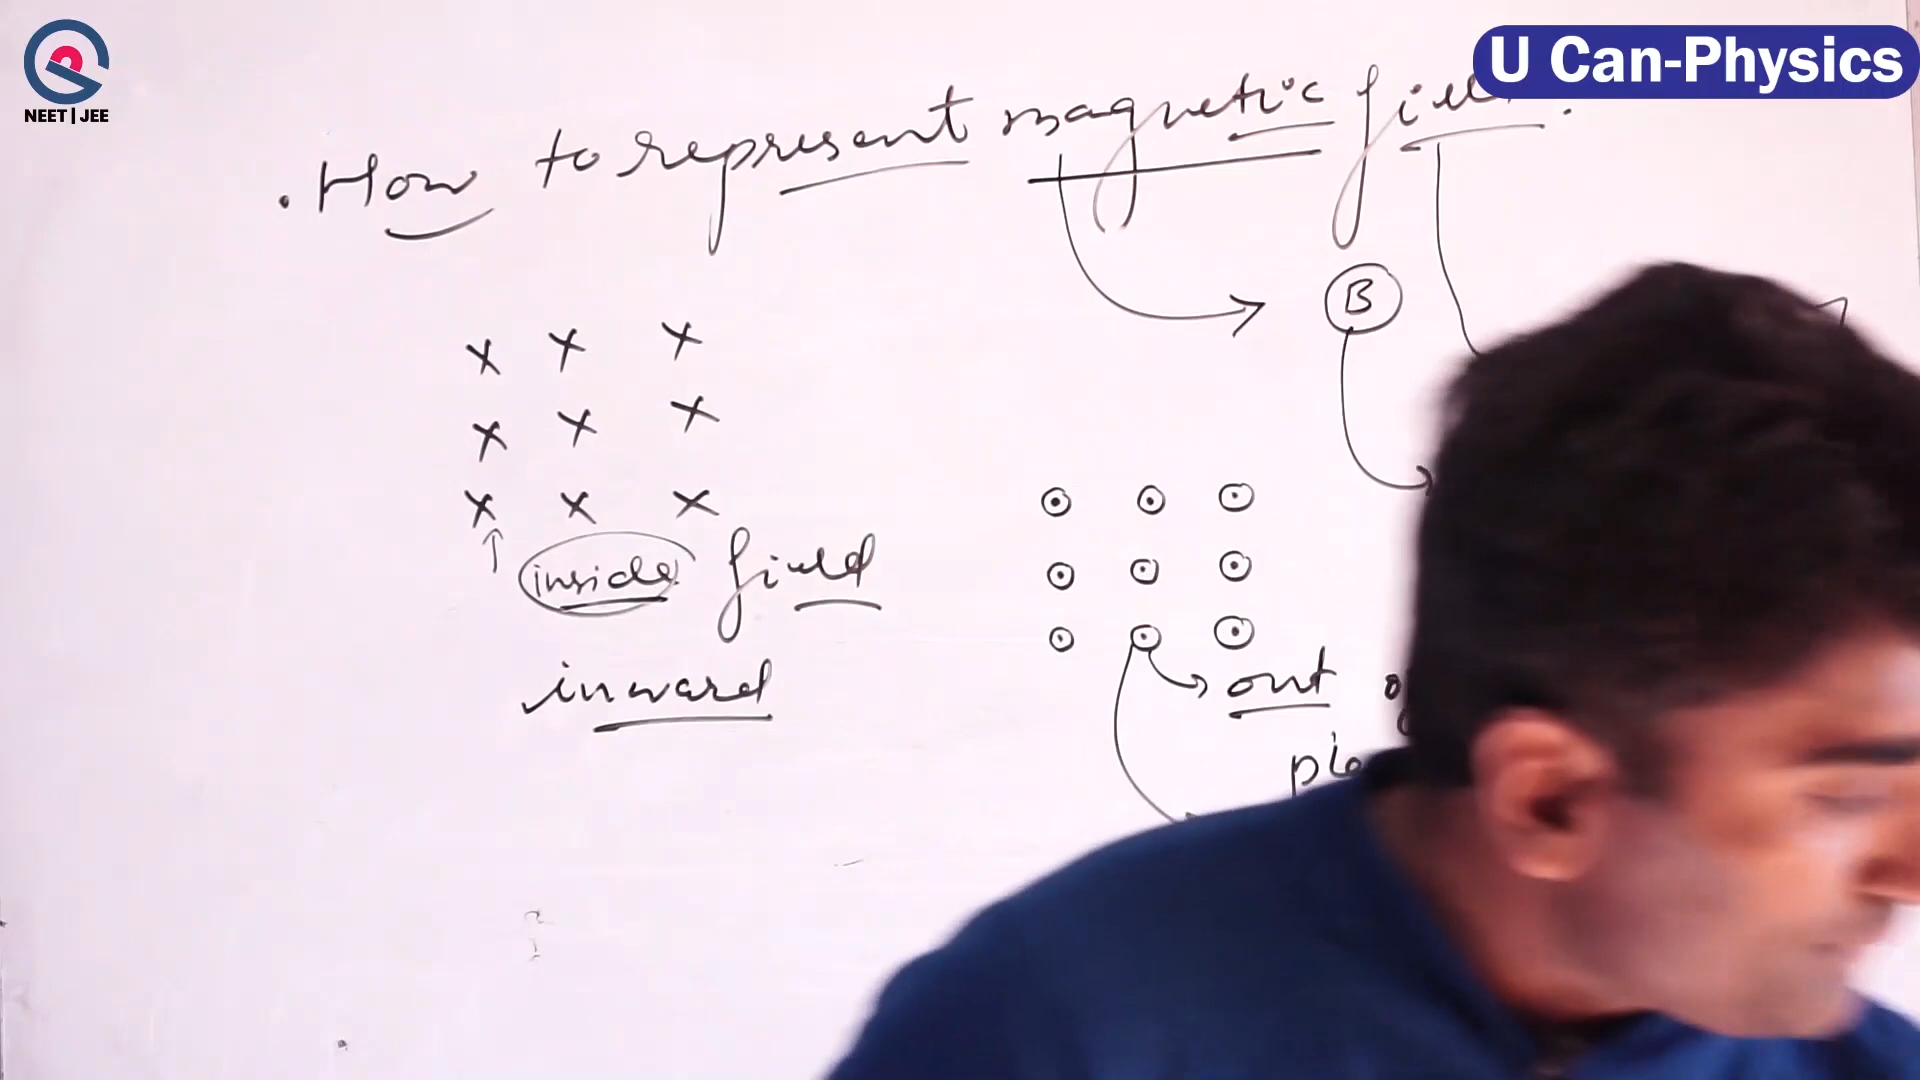 NEET|JEE
U Can-Physics
. How to represent magnetic field.
B
x x x
x x x
x x x
inside field
inward
⊙ ⊙ ⊙
⊙ ⊙ ⊙
⊙ ⊙ ⊙
out